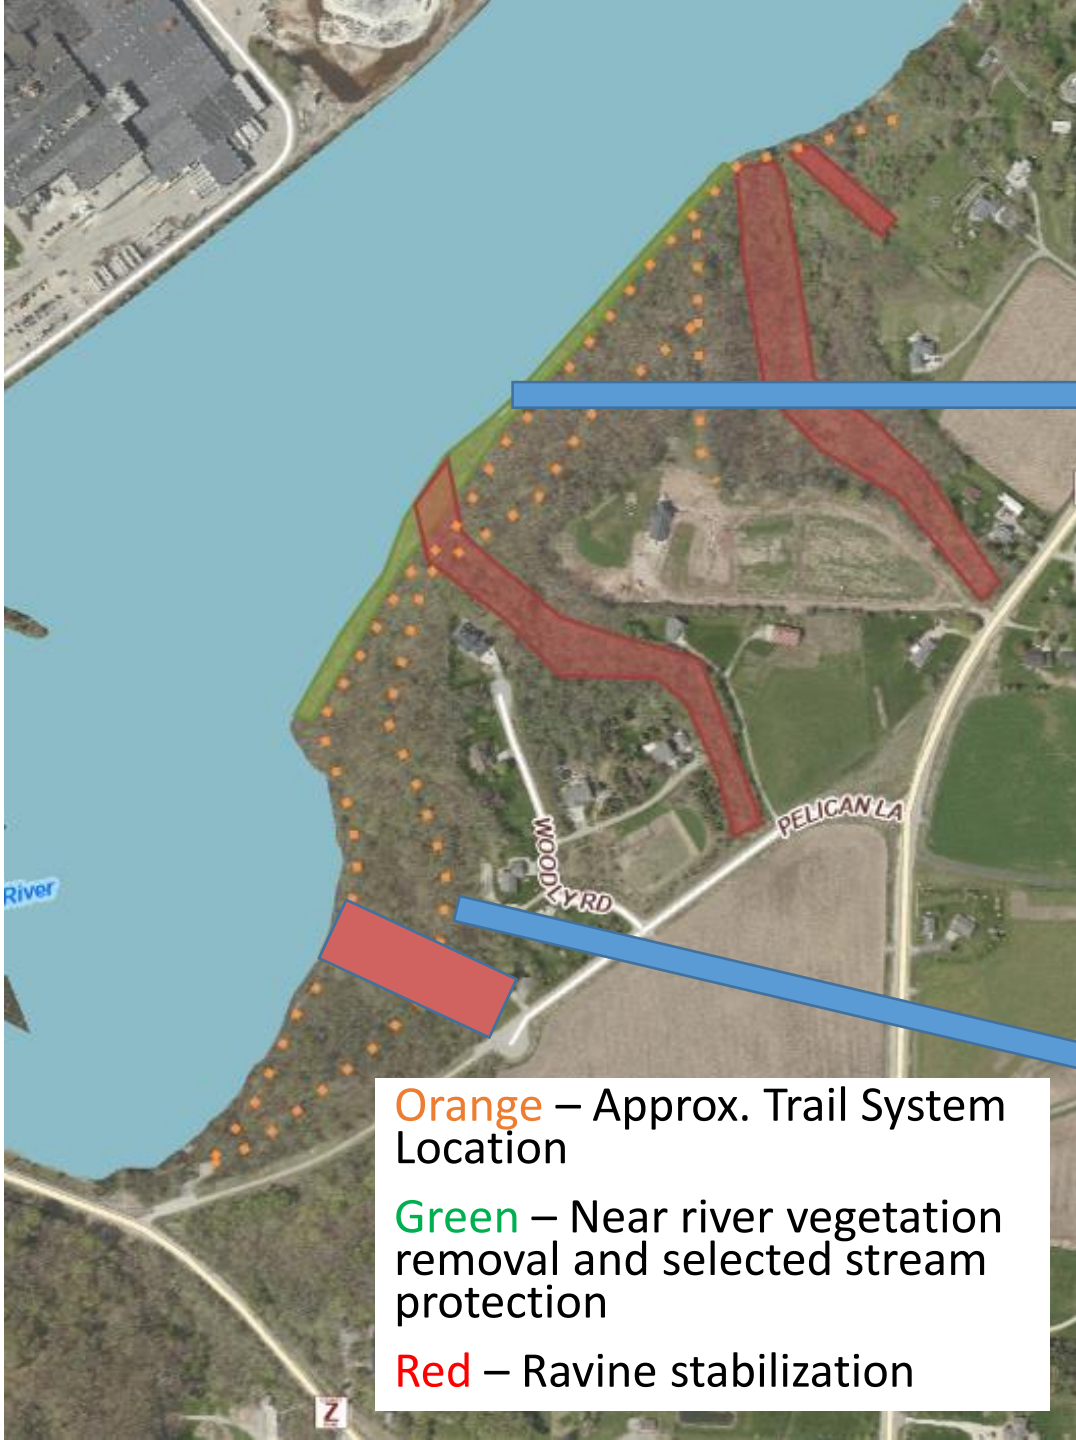 PELICAN LA
WOODLY RD
River
Orange – Approx. Trail System
Location
Green – Near river vegetation
removal and selected stream
protection
Red – Ravine stabilization
Z